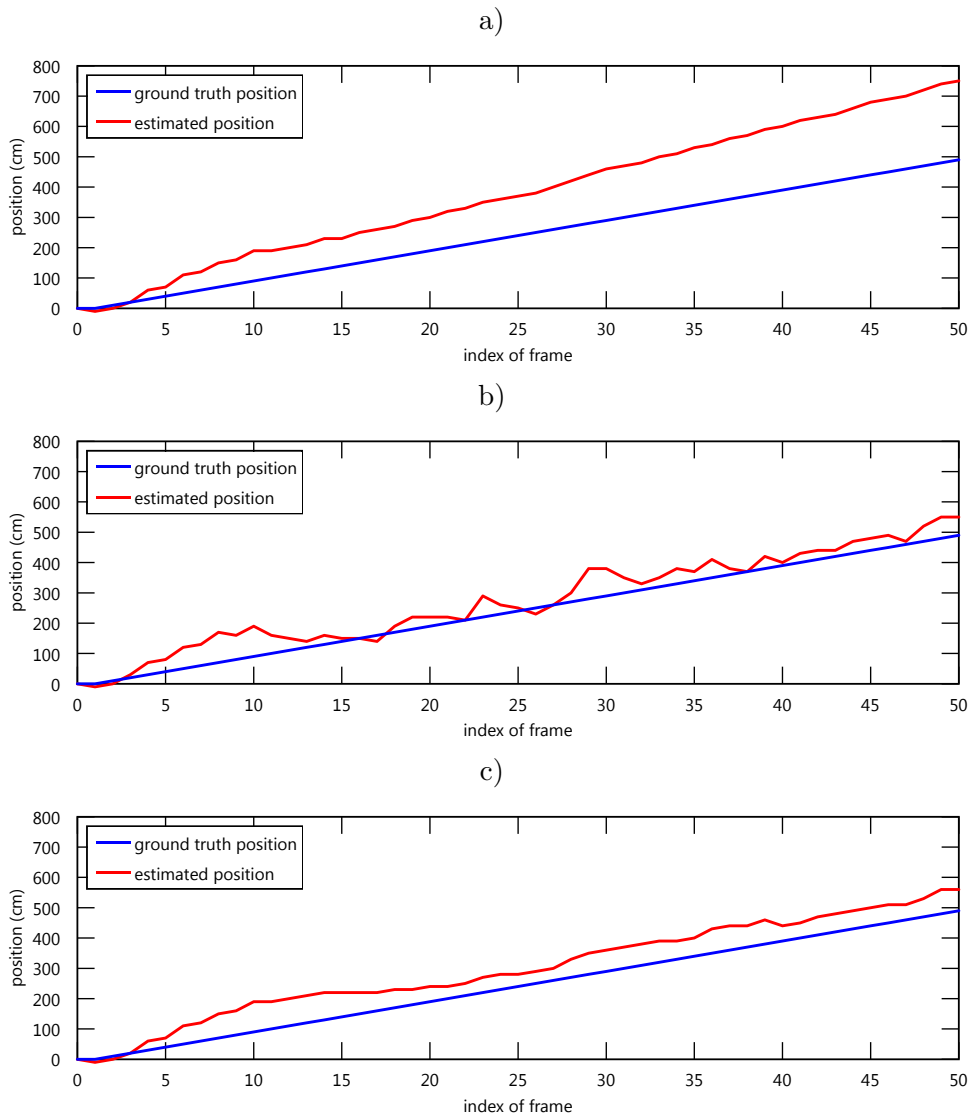 a)
800
700
600
500
400
300
200
100
0
position (cm)
ground truth position
estimated position
0 5 10 15 20 25 30 35 40 45 50
index of frame
b)
800
700
600
500
400
300
200
100
0
position (cm)
ground truth position
estimated position
0 5 10 15 20 25 30 35 40 45 50
index of frame
c)
800
700
600
500
400
300
200
100
0
position (cm)
ground truth position
estimated position
0 5 10 15 20 25 30 35 40 45 50
index of frame